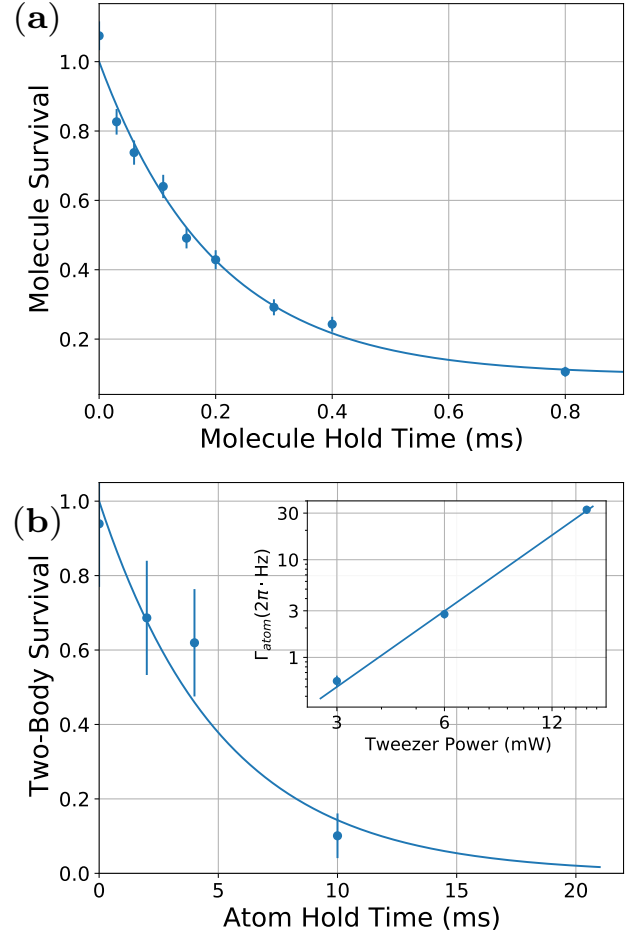 (a)
Molecule Survival
1.0
0.8
0.6
0.4
0.2
0.0 0.2 0.4 0.6 0.8
Molecule Hold Time (ms)
(b)
Two-Body Survival
1.0
0.8
0.6
0.4
0.2
0.0
0 5 10 15 20
Atom Hold Time (ms)
Γatom(2π · Hz)
30
10
3
1
3 6 12
Tweezer Power (mW)